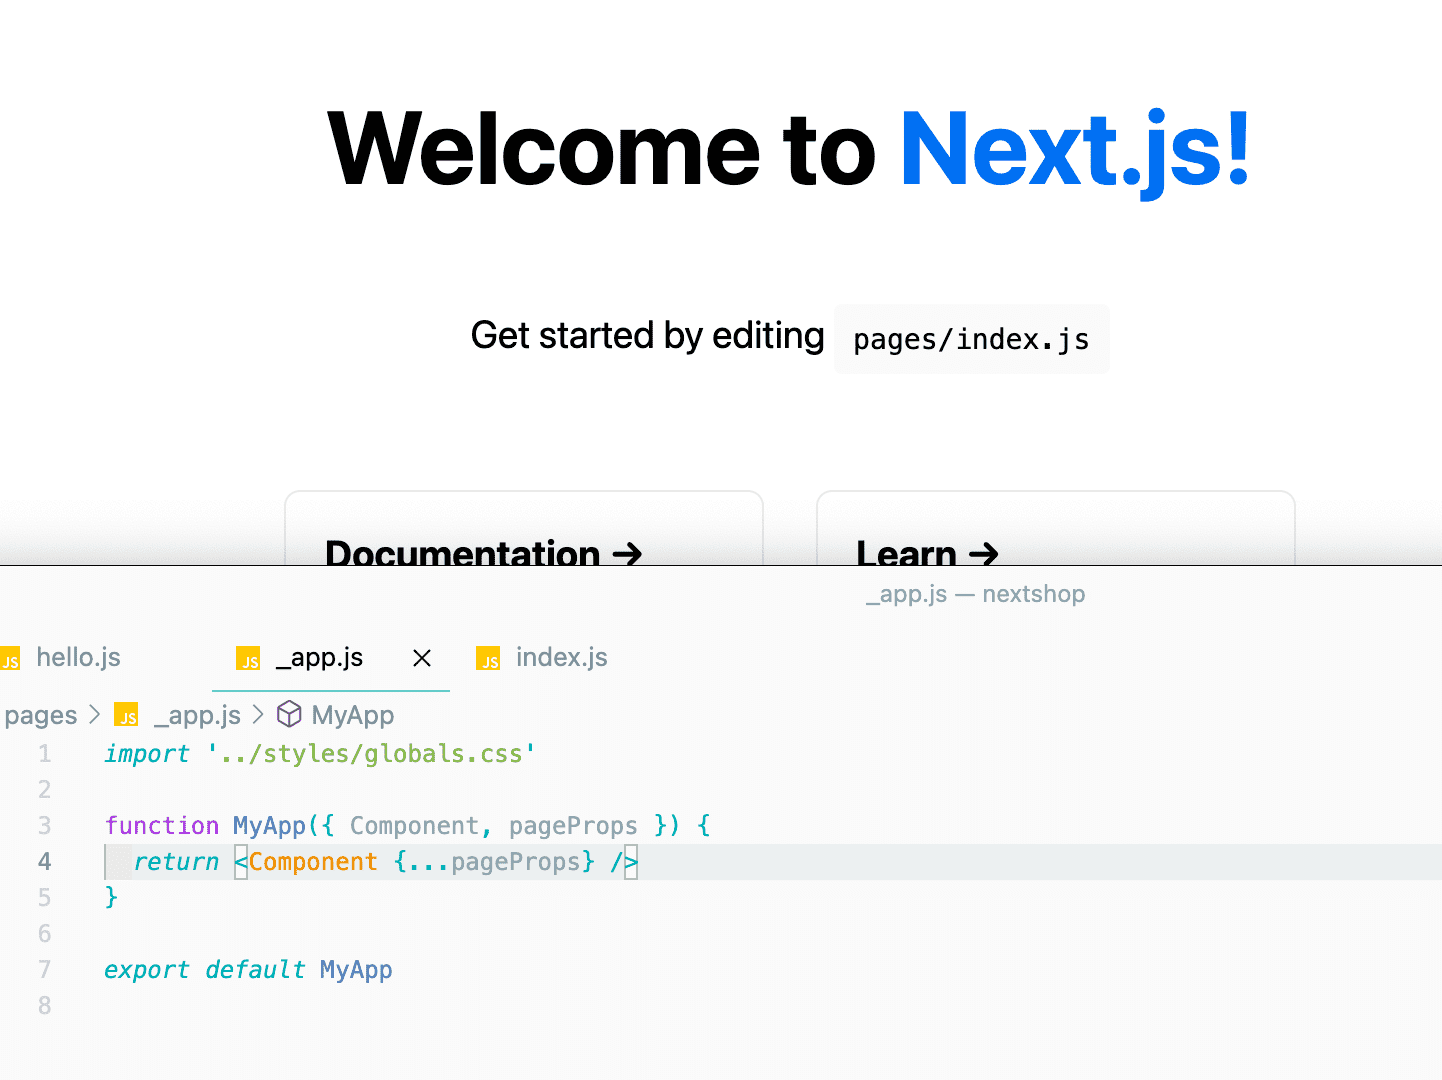 Welcome to Next.js!
Get started by editing pages/index.js
Documentation →
Learn →
_app.js — nextshop
JS hello.js
JS _app.js
JS index.js
pages > JS _app.js > MyApp
1 import '../styles/globals.css'
2
3 function MyApp({ Component, pageProps }) {
4 return <Component {...pageProps} />
5 }
6
7 export default MyApp
8